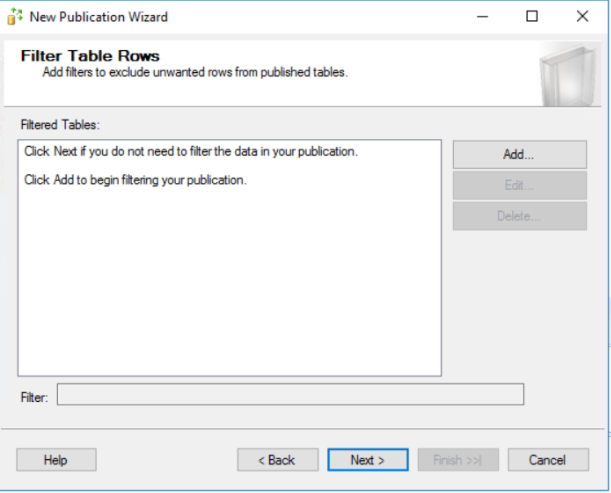 New Publication Wizard
Filter Table Rows
Add filters to exclude unwanted rows from published tables.
Filtered Tables:
Click Next if you do not need to filter the data in your publication.
Click Add to begin filtering your publication.
Add...
Edit...
Delete...
Filter:
Help
< Back
Next >
Finish >>|
Cancel